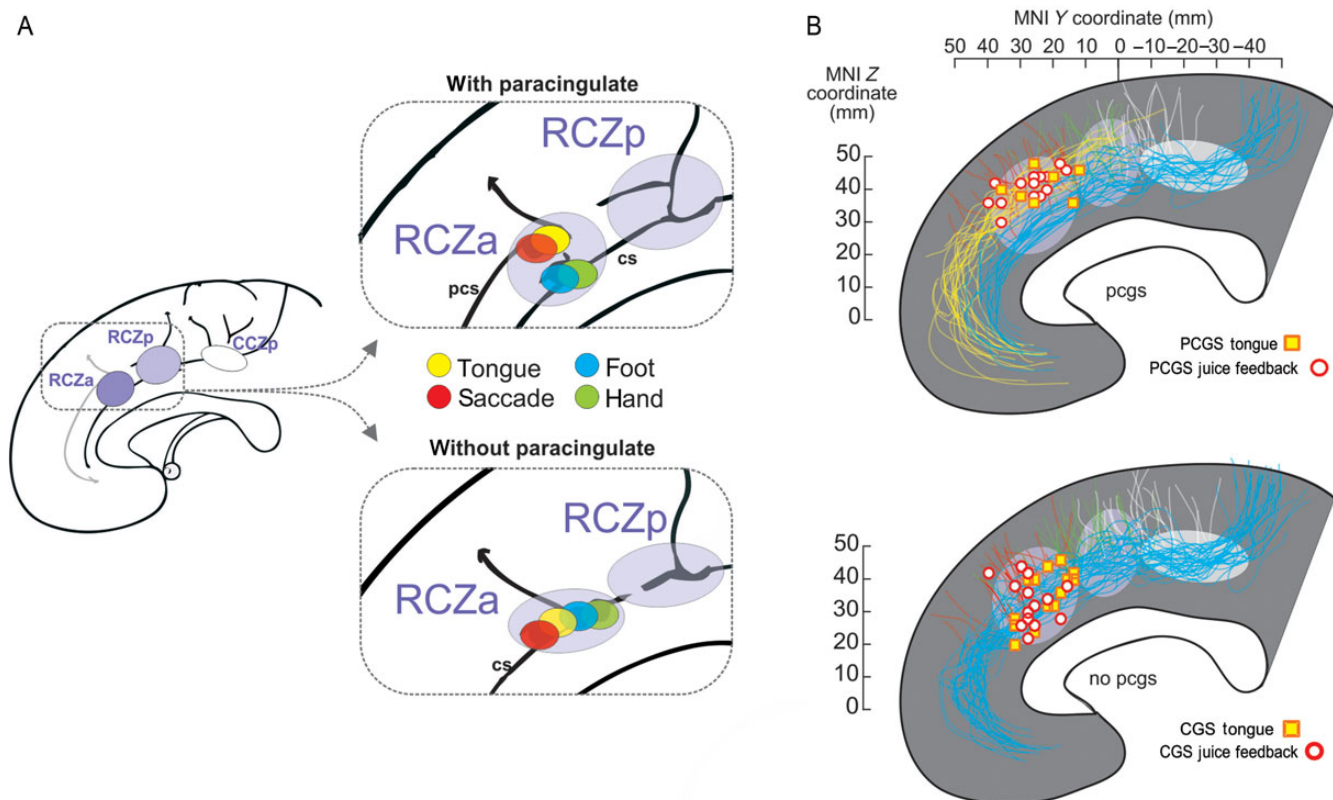 A
With paracingulate
RCZp
RCZa
cs
pcs
RCZp
CCZp
RCZa
Tongue
Foot
Saccade
Hand
Without paracingulate
RCZp
RCZa
cs
B
MNI Y coordinate (mm)
50 40 30 20 10 0 –10 –20 –30 –40
MNI Z
coordinate
(mm)
50
40
30
20
10
0
pcgs
PCGS tongue
PCGS juice feedback
50
40
30
20
10
0
no pcgs
CGS tongue
CGS juice feedback